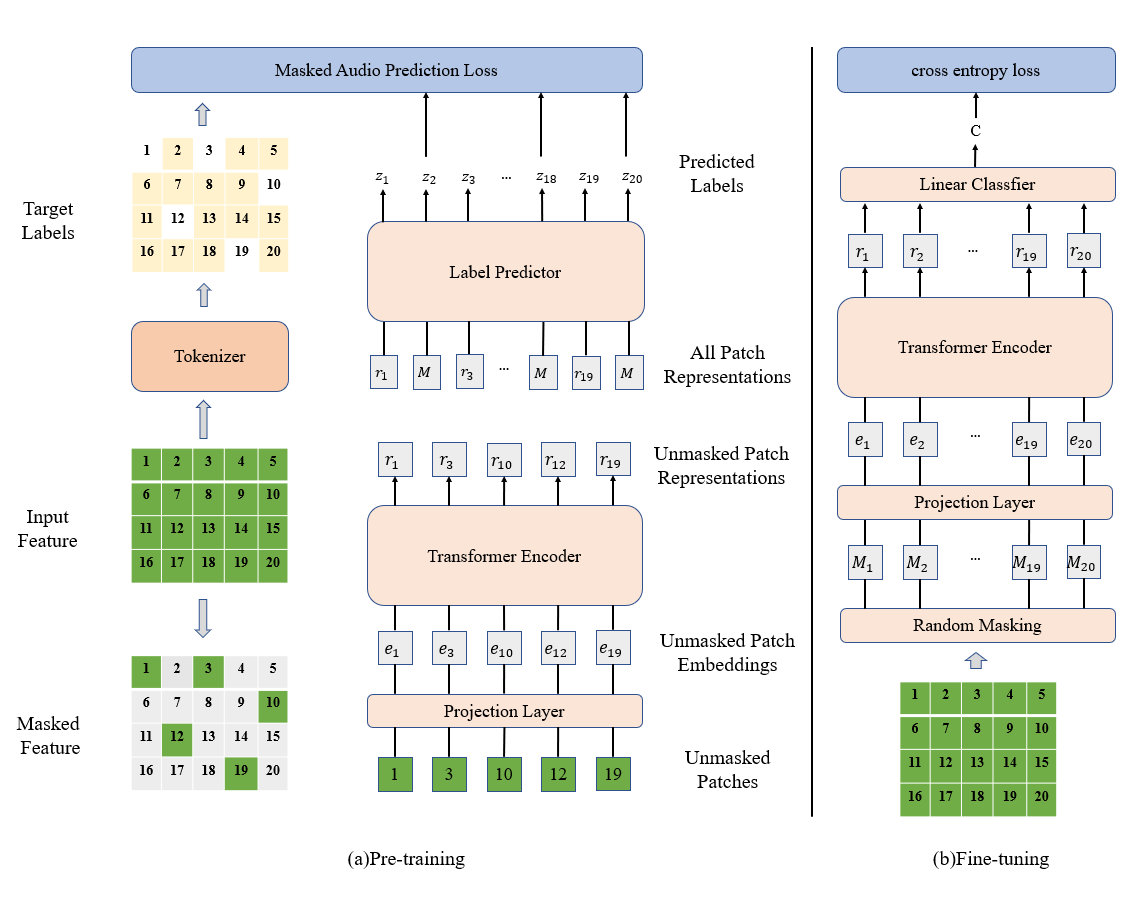 Masked Audio Prediction Loss
1 2 3 4 5
6 7 8 9 10
11 12 13 14 15
16 17 18 19 20
Target
Labels
Tokenizer
1 2 3 4 5
6 7 8 9 10
11 12 13 14 15
16 17 18 19 20
Input
Feature
1 2 3 4 5
6 7 8 9 10
11 12 13 14 15
16 17 18 19 20
Masked
Feature
z1 z2 z3 ... z18 z19 z20
Predicted
Labels
Label Predictor
r1 M r3 ... M r19 M
All Patch
Representations
r1 r3 r10 r12 r19
Unmasked Patch
Representations
Transformer Encoder
e1 e3 e10 e12 e19
Unmasked Patch
Embeddings
Projection Layer
1 3 10 12 19
Unmasked
Patches
(a)Pre-training
cross entropy loss
C
Linear Classfier
r1 r2 ... r19 r20
Transformer Encoder
e1 e2 ... e19 e20
Projection Layer
M1 M2 ... M19 M20
Random Masking
1 2 3 4 5
6 7 8 9 10
11 12 13 14 15
16 17 18 19 20
(b)Fine-tuning